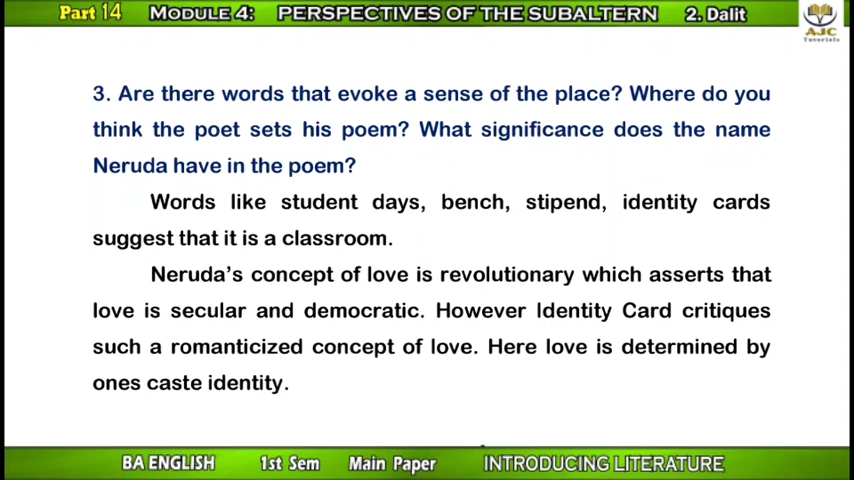 Part 14 MODULE 4: PERSPECTIVES OF THE SUBALTERN 2. Dalit
AJC
Tutorials
3. Are there words that evoke a sense of the place? Where do you
think the poet sets his poem? What significance does the name
Neruda have in the poem?
Words like student days, bench, stipend, identity cards
suggest that it is a classroom.
Neruda's concept of love is revolutionary which asserts that
love is secular and democratic. However Identity Card critiques
such a romanticized concept of love. Here love is determined by
ones caste identity.
BA ENGLISH 1st Sem Main Paper INTRODUCING LITERATURE